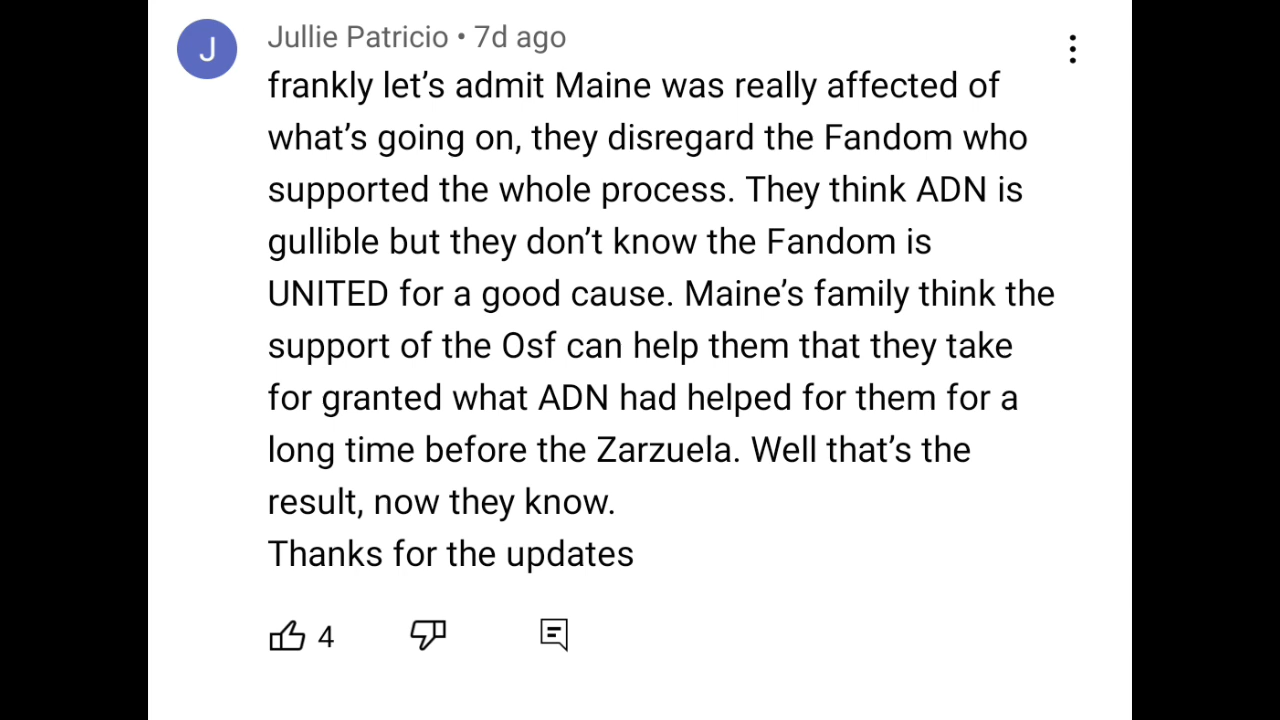 J
Jullie Patricio • 7d ago
frankly let's admit Maine was really affected of
what's going on, they disregard the Fandom who
supported the whole process. They think ADN is
gullible but they don't know the Fandom is
UNITED for a good cause. Maine's family think the
support of the Osf can help them that they take
for granted what ADN had helped for them for a
long time before the Zarzuela. Well that's the
result, now they know.
Thanks for the updates
4